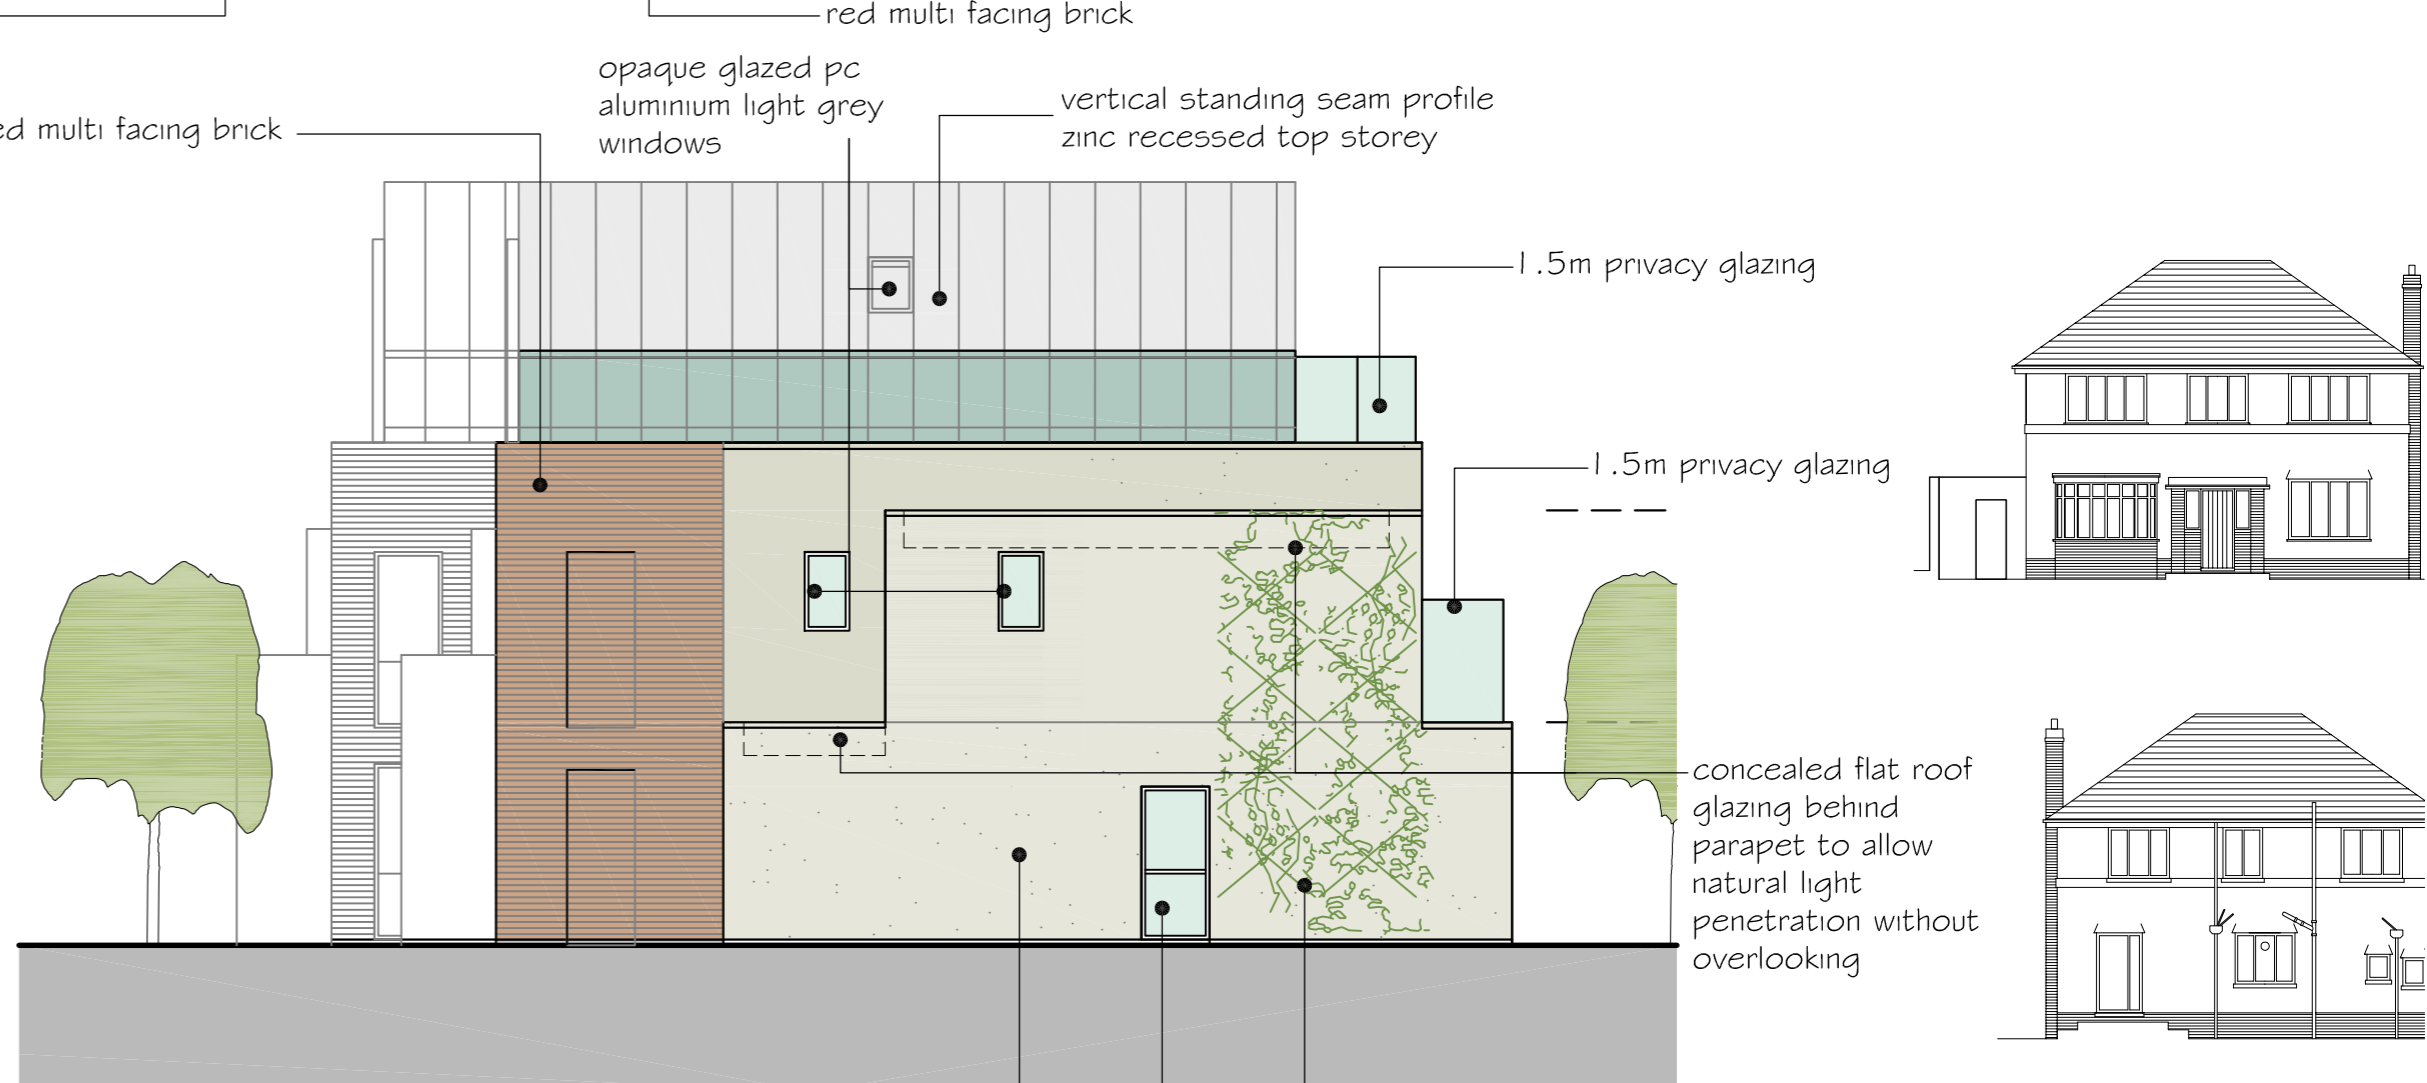 red multi facing brick
opaque glazed pc
aluminium light grey
windows
vertical standing seam profile
zinc recessed top storey
ed multi facing brick
1.5m privacy glazing
1.5m privacy glazing
concealed flat roof
glazing behind
parapet to allow
natural light
penetration without
overlooking